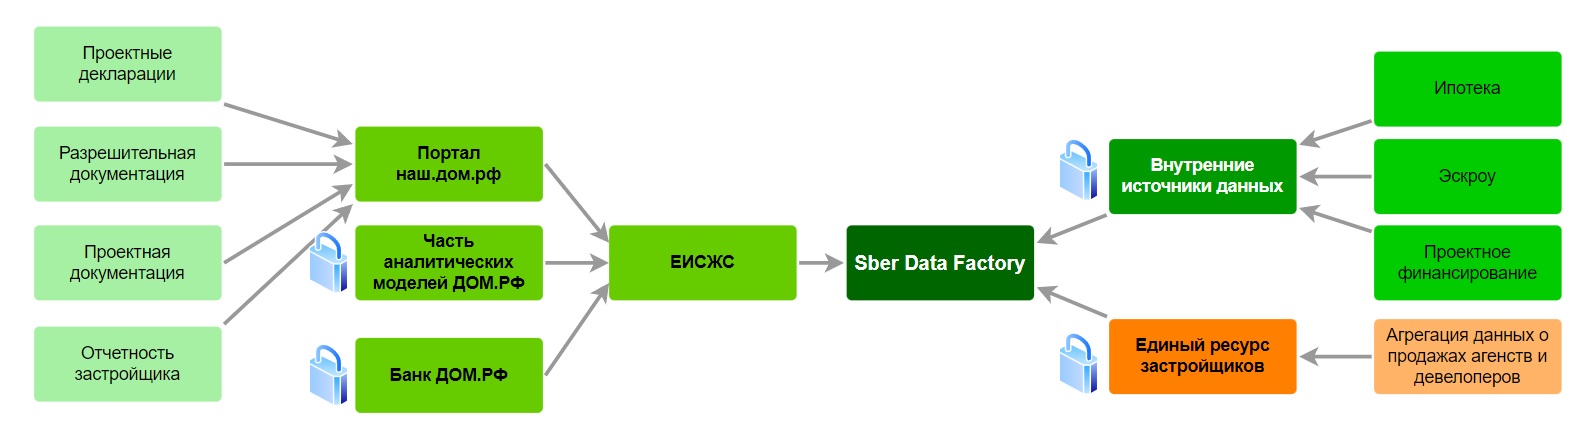 Проектные
декларации
Разрешительная
документация
Проектная
документация
Отчетность
застройщика
Портал
наш.дом.рф
Часть
аналитических
моделей ДОМ.РФ
Банк ДОМ.РФ
ЕИСЖС
Sber Data Factory
Внутренние
источники данных
Единый ресурс
застройщиков
Ипотека
Эскроу
Проектное
финансирование
Агрегация данных о
продажах агенств и
девелоперов